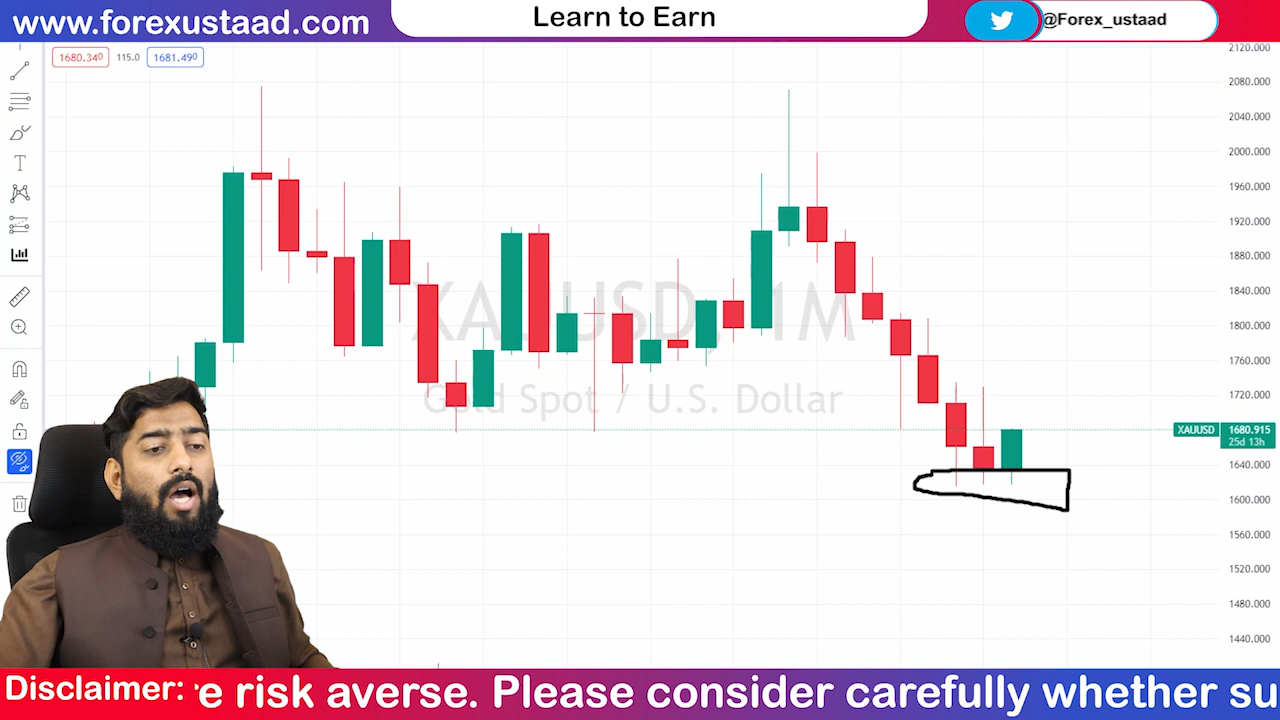 www.forexustaad.com
Learn to Earn
@Forex_ustaad
1680.340
115.0
1681.490
XAUUSD, 1M
Gold Spot / U.S. Dollar
2120.000
2080.000
2040.000
2000.000
1960.000
1920.000
1880.000
1840.000
1800.000
1760.000
1720.000
XAUUSD
1680.915
25d 13h
1640.000
1600.000
1560.000
1520.000
1480.000
1440.000
Disclaimer:
e risk averse. Please consider carefully whether su